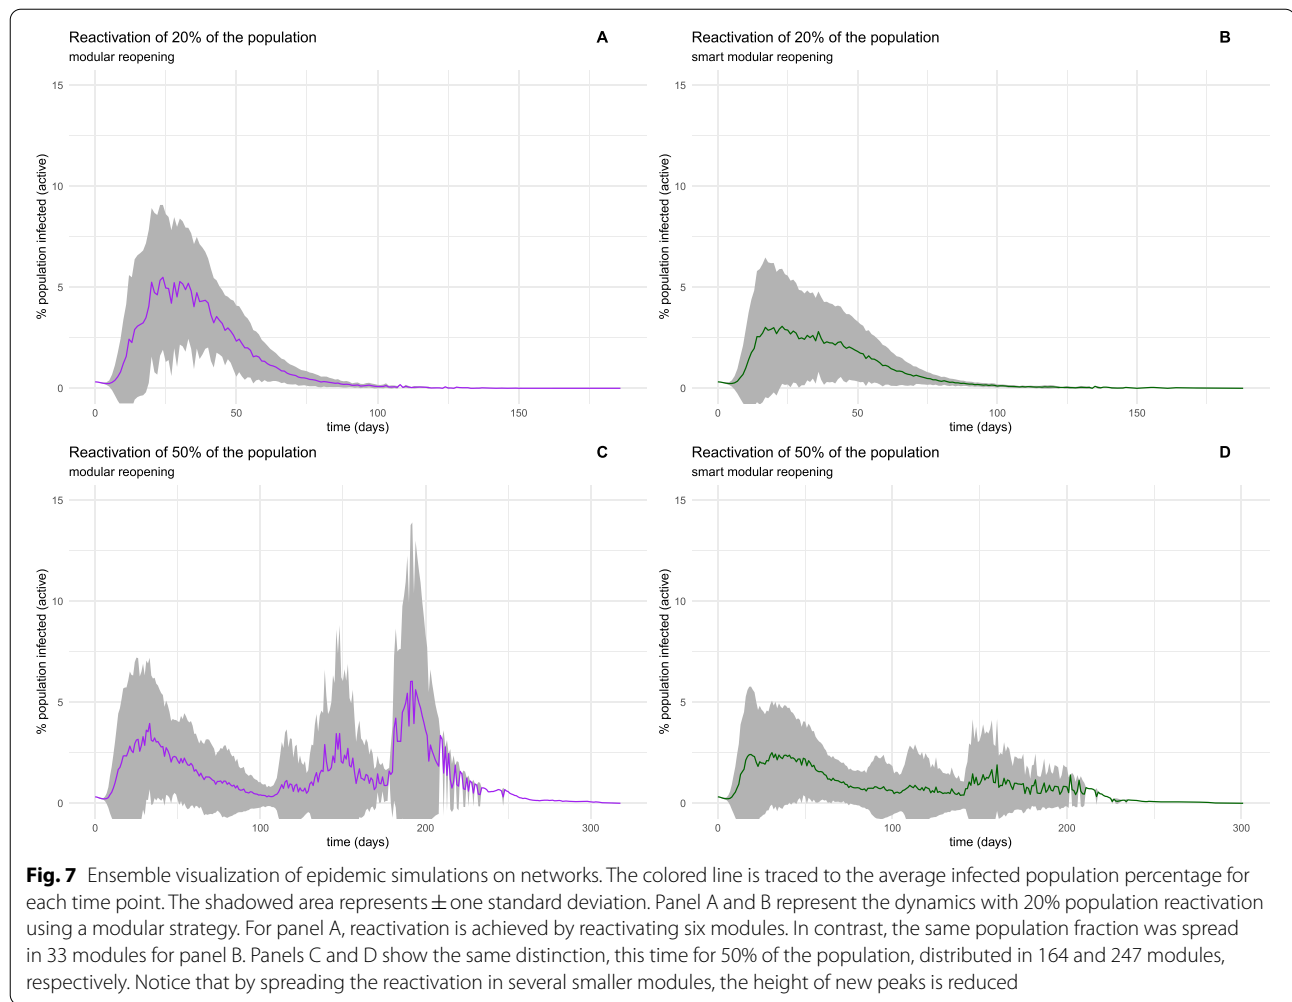 Reactivation of 20% of the population
A
modular reopening
15
10
5
0
% population infected (active)
0
50
100
150
time (days)
Reactivation of 20% of the population
B
smart modular reopening
15
10
5
0
% population infected (active)
0
50
100
150
time (days)
Reactivation of 50% of the population
C
modular reopening
15
10
5
0
% population infected (active)
0
100
200
300
time (days)
Reactivation of 50% of the population
D
smart modular reopening
15
10
5
0
% population infected (active)
0
100
200
300
time (days)
Fig. 7 Ensemble visualization of epidemic simulations on networks. The colored line is traced to the average infected population percentage for
each time point. The shadowed area represents ± one standard deviation. Panel A and B represent the dynamics with 20% population reactivation
using a modular strategy. For panel A, reactivation is achieved by reactivating six modules. In contrast, the same population fraction was spread
in 33 modules for panel B. Panels C and D show the same distinction, this time for 50% of the population, distributed in 164 and 247 modules,
respectively. Notice that by spreading the reactivation in several smaller modules, the height of new peaks is reduced